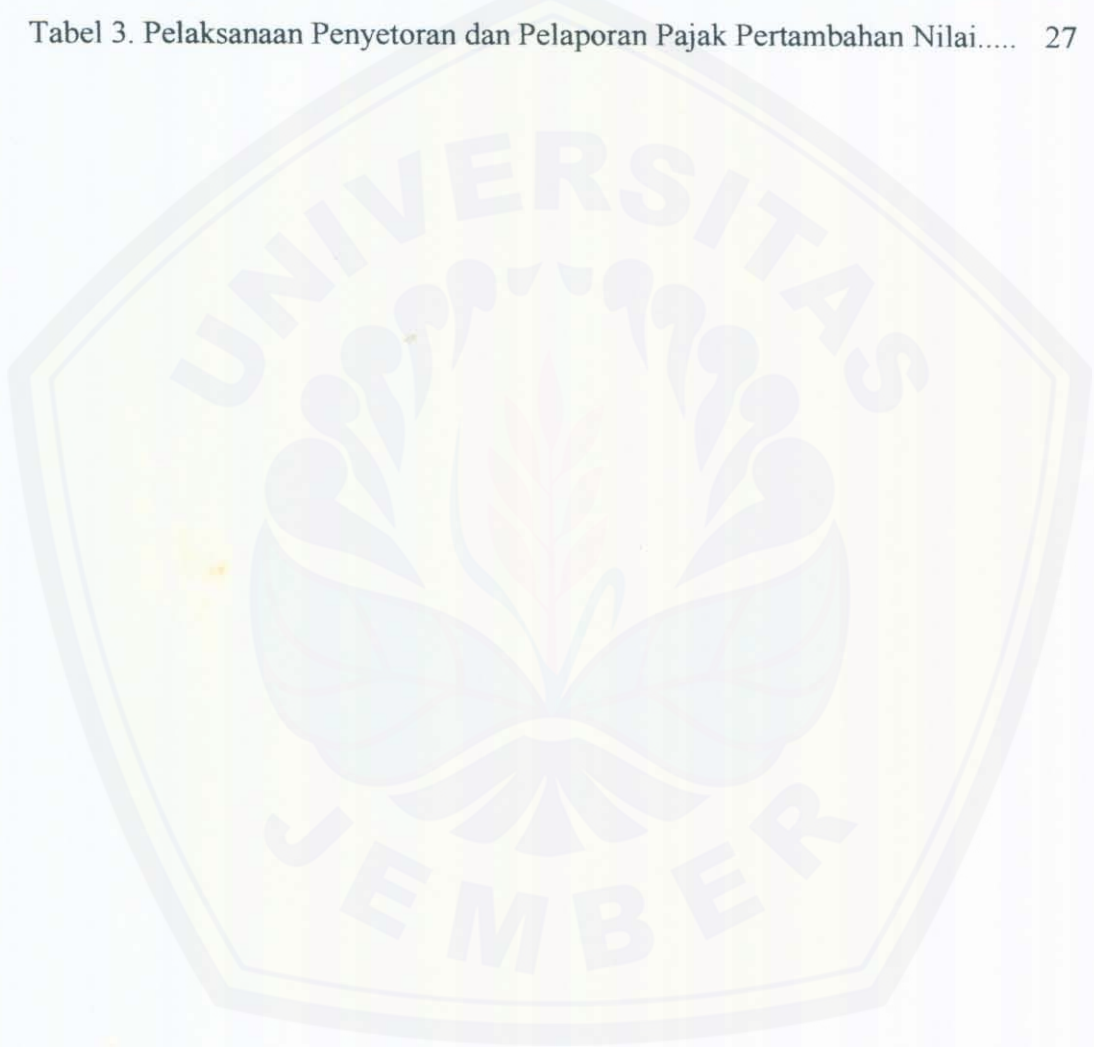 Tabel 3. Pelaksanaan Penyetoran dan Pelaporan Pajak Pertambahan Nilai..... 27
UNIVERSITAS
JEMBER